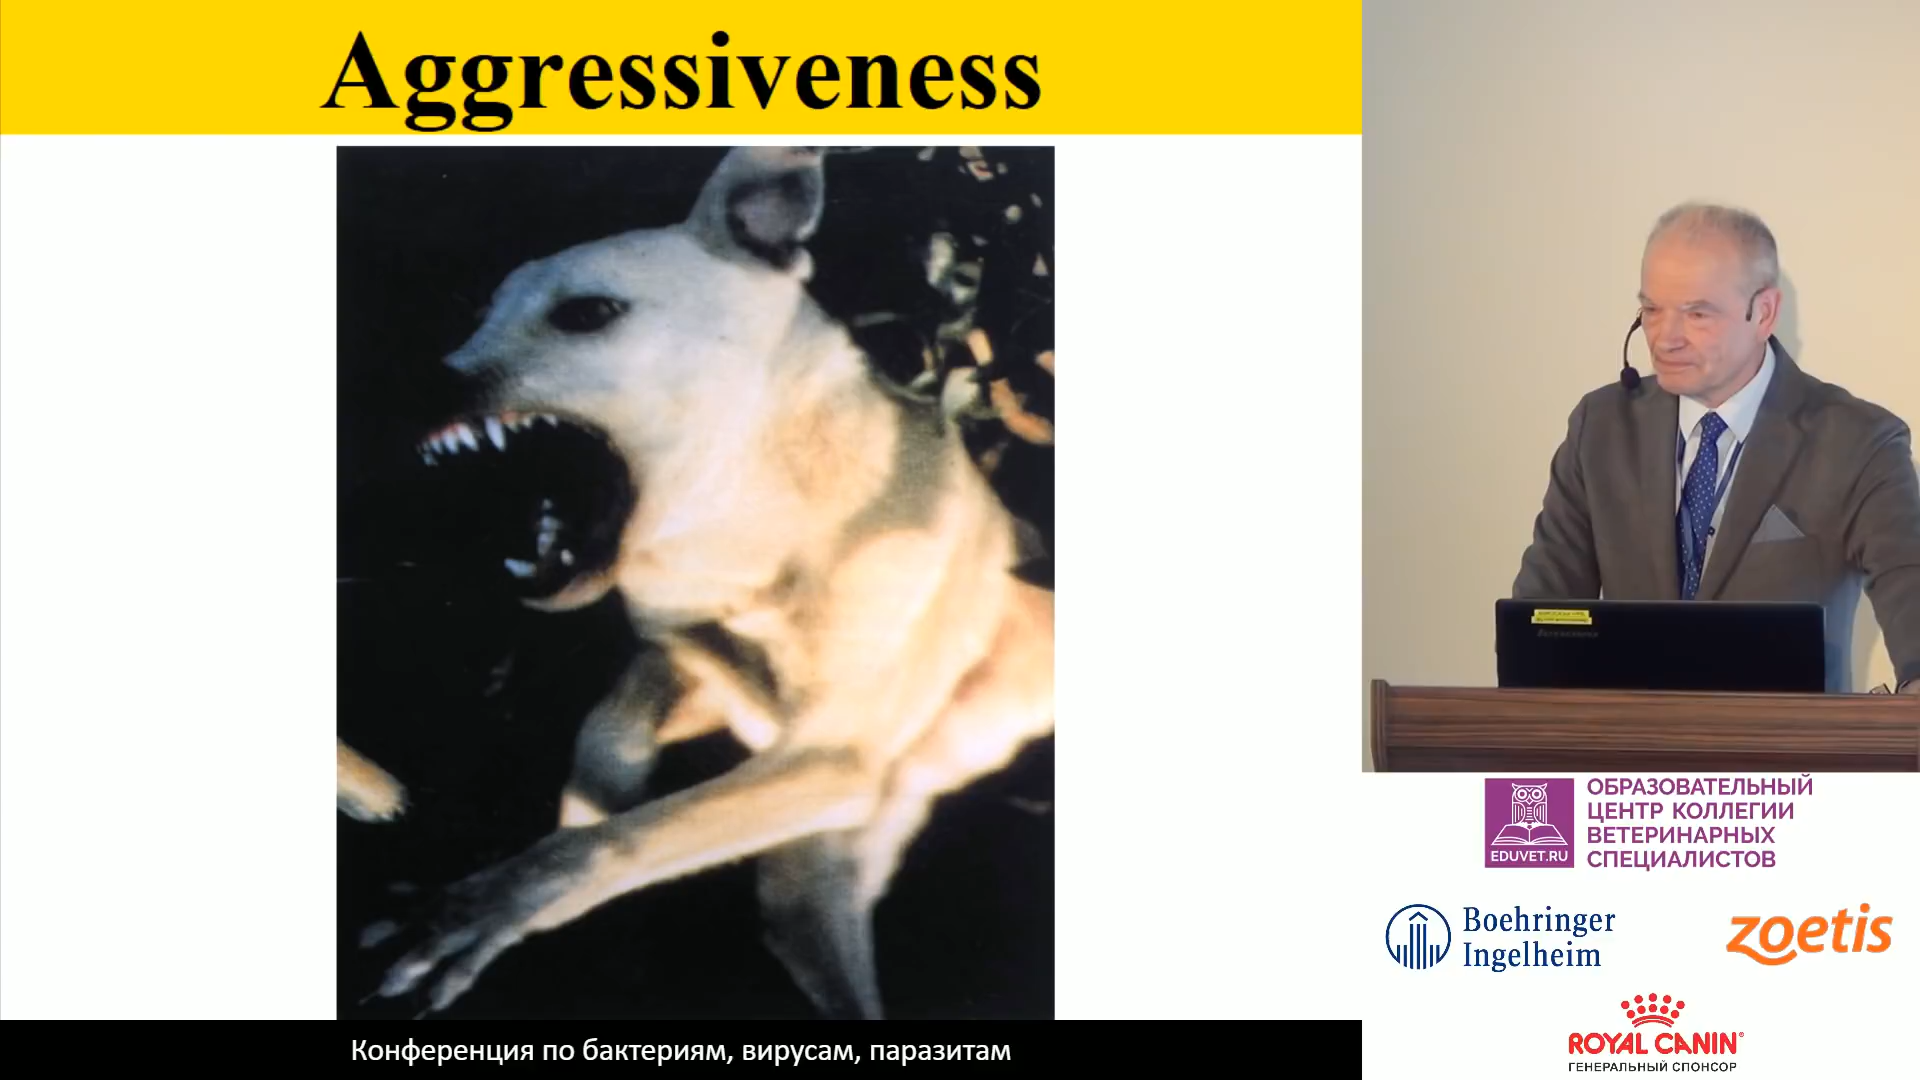 Aggressiveness
Конференция по бактериям, вирусам, паразитам
EDUVET.RU
ОБРАЗОВАТЕЛЬНЫЙ
ЦЕНТР КОЛЛЕГИИ
ВЕТЕРИНАРНЫХ
СПЕЦИАЛИСТОВ
Boehringer
Ingelheim
zoetis
ROYAL CANIN
ГЕНЕРАЛЬНЫЙ СПОНСОР